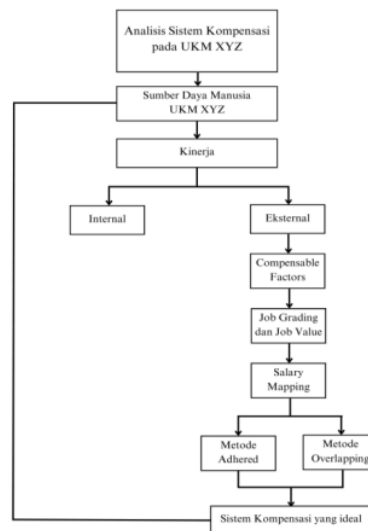 Analisis Sistem Kompensasi
pada UKM XYZ
Sumber Daya Manusia
UKM XYZ
Kinerja
Internal
Eksternal
Compensable
Factors
Job Grading
dan Job Value
Salary
Mapping
Metode
Adhered
Metode
Overlapping
Sistem Kompensasi yang ideal